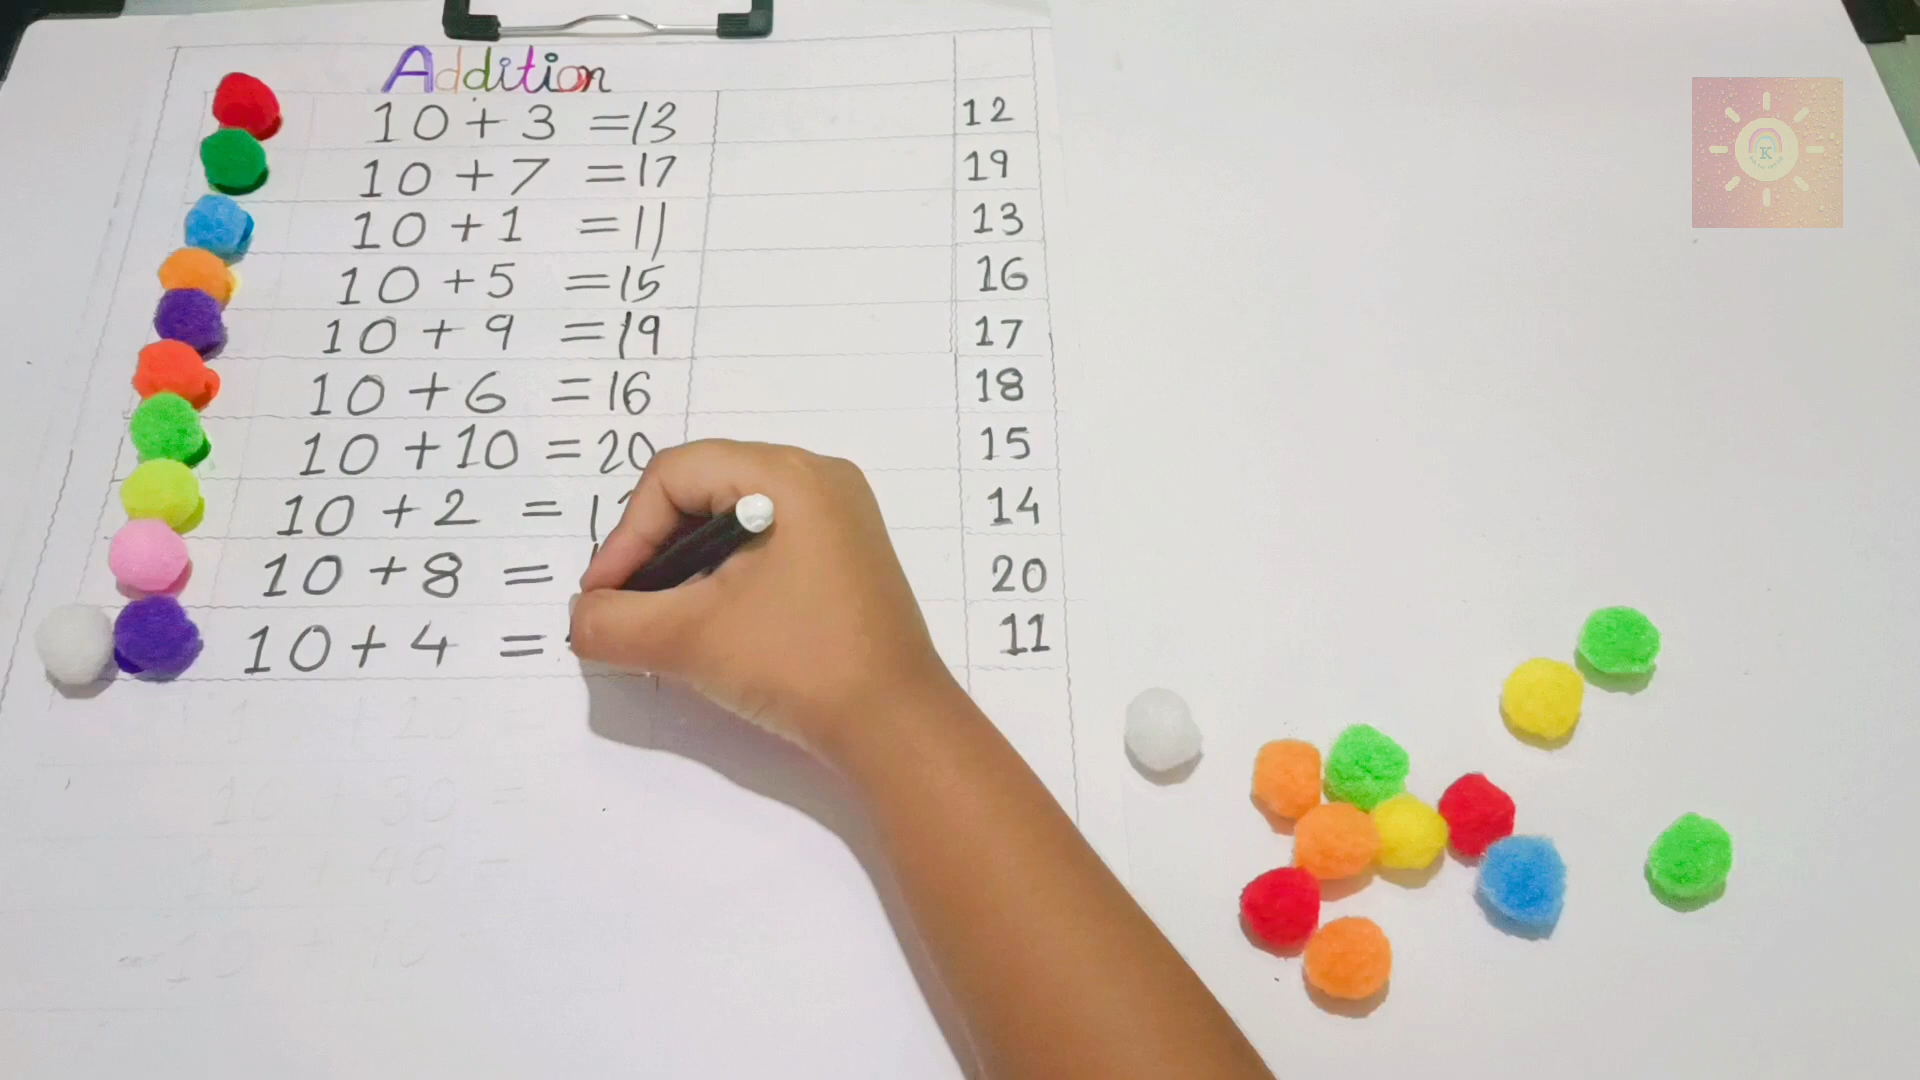 Addition
10 + 3 = 13 12
10 + 7 = 17 19
10 + 1 = 11 13
10 + 5 = 15 16
10 + 9 = 19 17
10 + 6 = 16 18
10 + 10 = 20 15
10 + 2 = 14
10 + 8 = 20
10 + 4 = 11
K